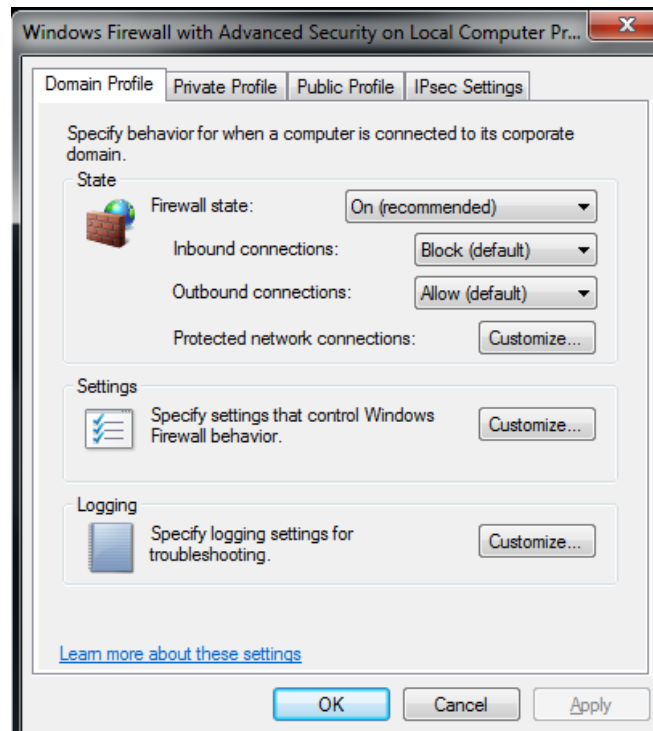 Windows Firewall with Advanced Security on Local Computer Pr...
Domain Profile
Private Profile
Public Profile
IPsec Settings
Specify behavior for when a computer is connected to its corporate
domain.
State
Firewall state:
On (recommended)
Inbound connections:
Block (default)
Outbound connections:
Allow (default)
Protected network connections:
Customize...
Settings
Specify settings that control Windows
Firewall behavior.
Customize...
Logging
Specify logging settings for
troubleshooting.
Customize...
Learn more about these settings
OK
Cancel
Apply